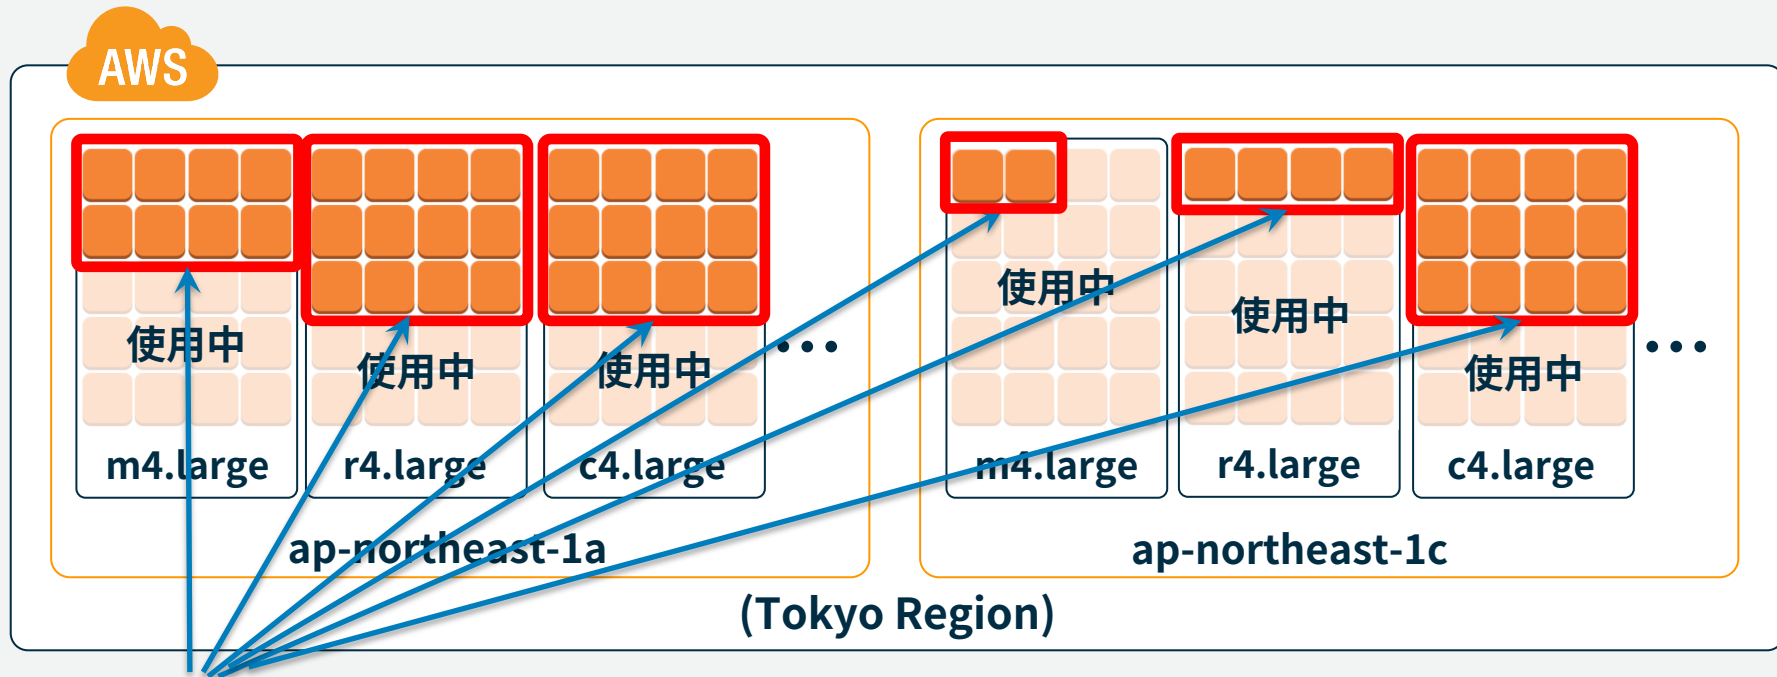 AWS
使用中
使用中
使用中
...
m4.large
r4.large
c4.large
ap-northeast-1a
使用中
使用中
使用中
...
m4.large
r4.large
c4.large
ap-northeast-1c
(Tokyo Region)